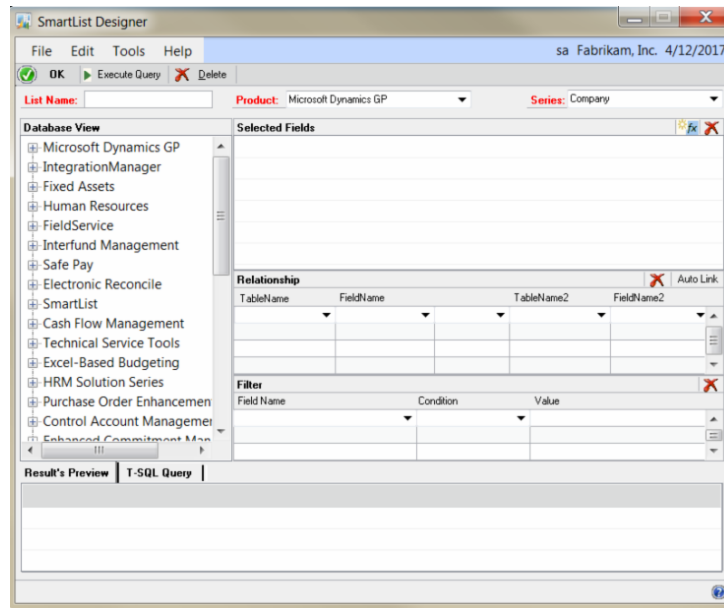 SmartList Designer
File Edit Tools Help sa Fabrikam, Inc. 4/12/2017
OK Execute Query Delete
List Name: Product: Microsoft Dynamics GP Series: Company
Database View
Microsoft Dynamics GP
IntegrationManager
Fixed Assets
Human Resources
FieldService
Interfund Management
Safe Pay
Electronic Reconcile
SmartList
Cash Flow Management
Technical Service Tools
Excel-Based Budgeting
HRM Solution Series
Purchase Order Enhancemen
Control Account Managemer
Enhanced Commitment Man
Selected Fields fx
Relationship Auto Link
TableName FieldName TableName2 FieldName2
Filter
Field Name Condition Value
Result's Preview T-SQL Query